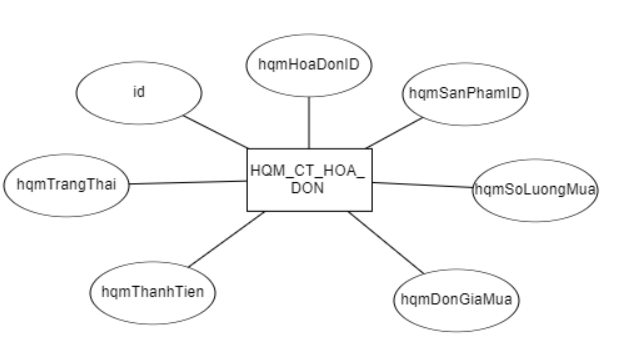 hqmHoaDonID
id
hqmSanPhamID
HQM_CT_HOA_
DON
hqmTrangThai
hqmSoLuongMua
hqmThanhTien
hqmDonGiaMua